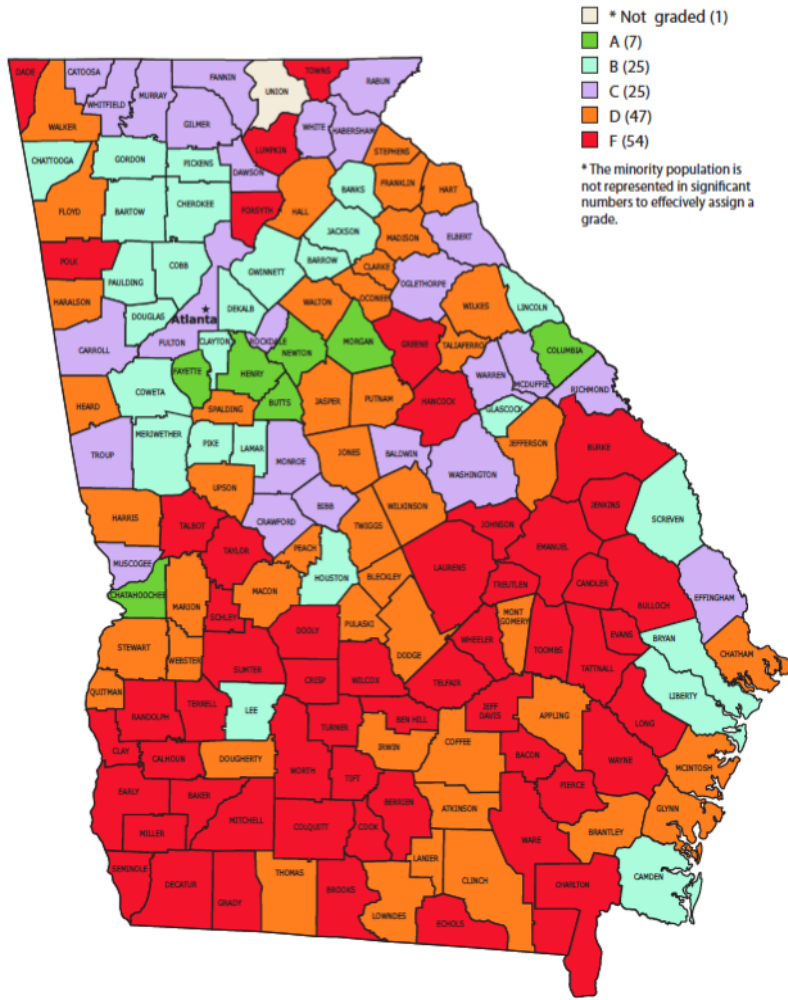 * Not graded (1)
A (7)
B (25)
C (25)
D (47)
F (54)
* The minority population is
not represented in significant
numbers to effecively assign a
grade.
DADE
CATOOSA
FANNIN
TOWNS
RABUN
WALKER
WHITFIELD
MURRAY
UNION
GILMER
WHITE
HABERSHAM
LUMPKIN
STEPHENS
CHATTOOGA
GORDON
PICKENS
DAWSON
BANKS
FRANKLIN
HART
FLOYD
BARTOW
CHEROKEE
FORSYTH
HALL
JACKSON
MADISON
ELBERT
POLK
PAULDING
COBB
GWINNETT
BARROW
CLARKE
OCONEE
OGLETHORPE
WILKES
LINCOLN
HARALSON
DOUGLAS
Atlanta
DEKALB
WALTON
CARROLL
FULTON
CLAYTON
ROCKDALE
NEWTON
MORGAN
GREENE
TALIAFERRO
COLUMBIA
WARREN
MCDUFFIE
RICHMOND
HEARD
COWETA
FAYETTE
HENRY
SPALDING
BUTTS
JASPER
PUTNAM
HANCOCK
GLASCOCK
TROUP
MERIWETHER
PIKE
LAMAR
MONROE
JONES
BALDWIN
WASHINGTON
JEFFERSON
BURKE
HARRIS
UPSON
TALBOT
CRAWFORD
BIBB
TWIGGS
WILKINSON
JOHNSON
JENKINS
SCREVEN
MUSCOGEE
CHATAHOOCHEE
TAYLOR
PEACH
HOUSTON
BLECKLEY
LAURENS
EMANUEL
TREUTLEN
CANDLER
BULLOCH
EFFINGHAM
MARION
SCHLEY
MACON
PULASKI
DODGE
MONT
GOMERY
STEWART
WEBSTER
SUMTER
DOOLY
CRISP
WILCOX
TELFAIR
WHEELER
TOOMBS
TATTNALL
EVANS
BRYAN
CHATHAM
LIBERTY
QUITMAN
RANDOLPH
TERRELL
LEE
TURNER
BEN HILL
JEFF
DAVIS
APPLING
LONG
WAYNE
MCINTOSH
CLAY
CALHOUN
DOUGHERTY
WORTH
IRWIN
COFFEE
BACON
PIERCE
EARLY
BAKER
TIFT
BERRIEN
ATKINSON
GLYNN
MILLER
MITCHELL
COLQUITT
COOK
WARE
BRANTLEY
SEMINOLE
DECATUR
GRADY
THOMAS
BROOKS
LANIER
CLINCH
CHARLTON
CAMDEN
LOWNDES
ECHOLS